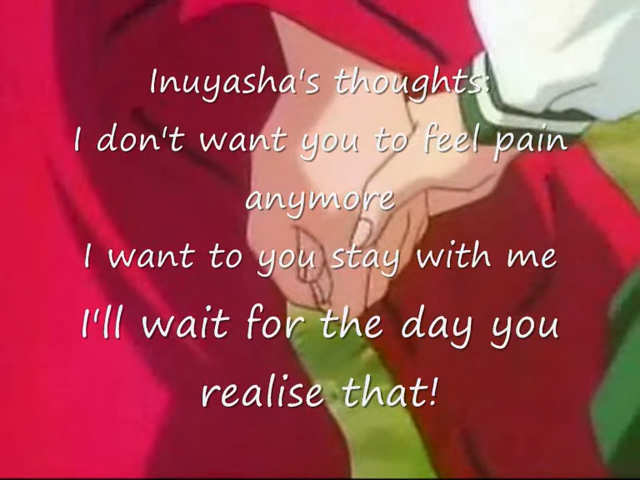 Inuyasha's thoughts:
I don't want you to feel pain
anymore
I want to you stay with me
I'll wait for the day you
realise that!